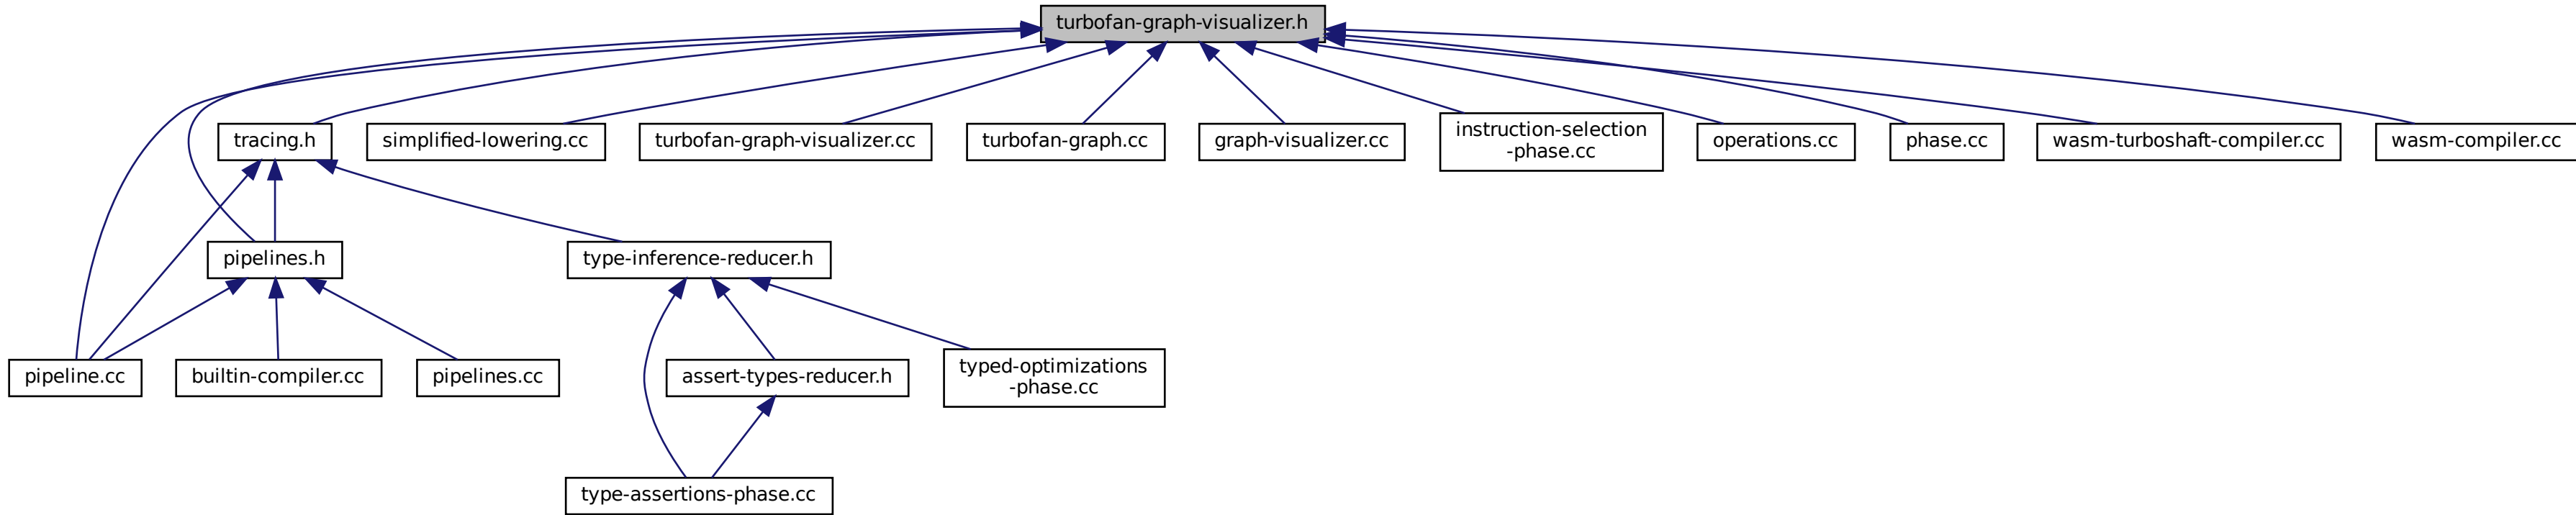 turbofan-graph-visualizer.h
tracing.h
simplified-lowering.cc
turbofan-graph-visualizer.cc
turbofan-graph.cc
graph-visualizer.cc
instruction-selection
-phase.cc
operations.cc
phase.cc
wasm-turboshaft-compiler.cc
wasm-compiler.cc
pipelines.h
type-inference-reducer.h
pipeline.cc
builtin-compiler.cc
pipelines.cc
assert-types-reducer.h
typed-optimizations
-phase.cc
type-assertions-phase.cc